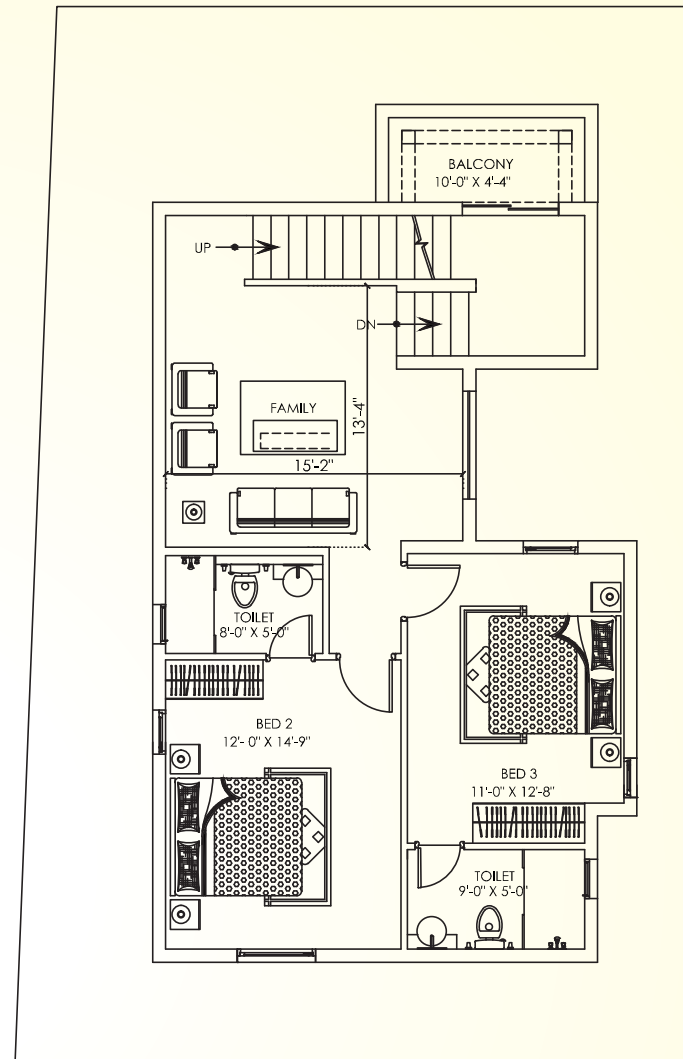 BALCONY
10'-0" X 4'-4"
UP
DN
FAMILY
13'-4"
15'-2"
TOILET
8'-0" X 5'-0"
BED 2
12'- 0" X 14'-9"
BED 3
11'-0" X 12'-8"
TOILET
9'-0" X 5'-0"